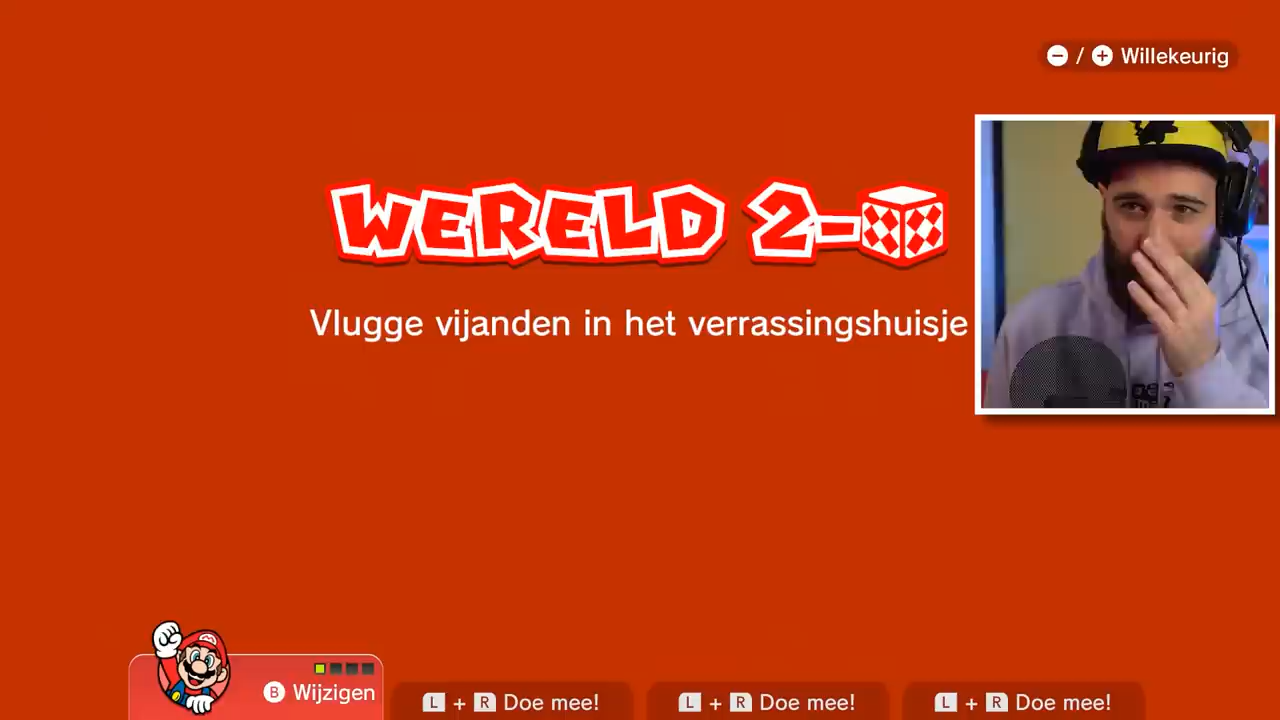 − / + Willekeurig
WERELD 2-
Vlugge vijanden in het verrassingshuisje
B Wijzigen
L + R Doe mee!
L + R Doe mee!
L + R Doe mee!